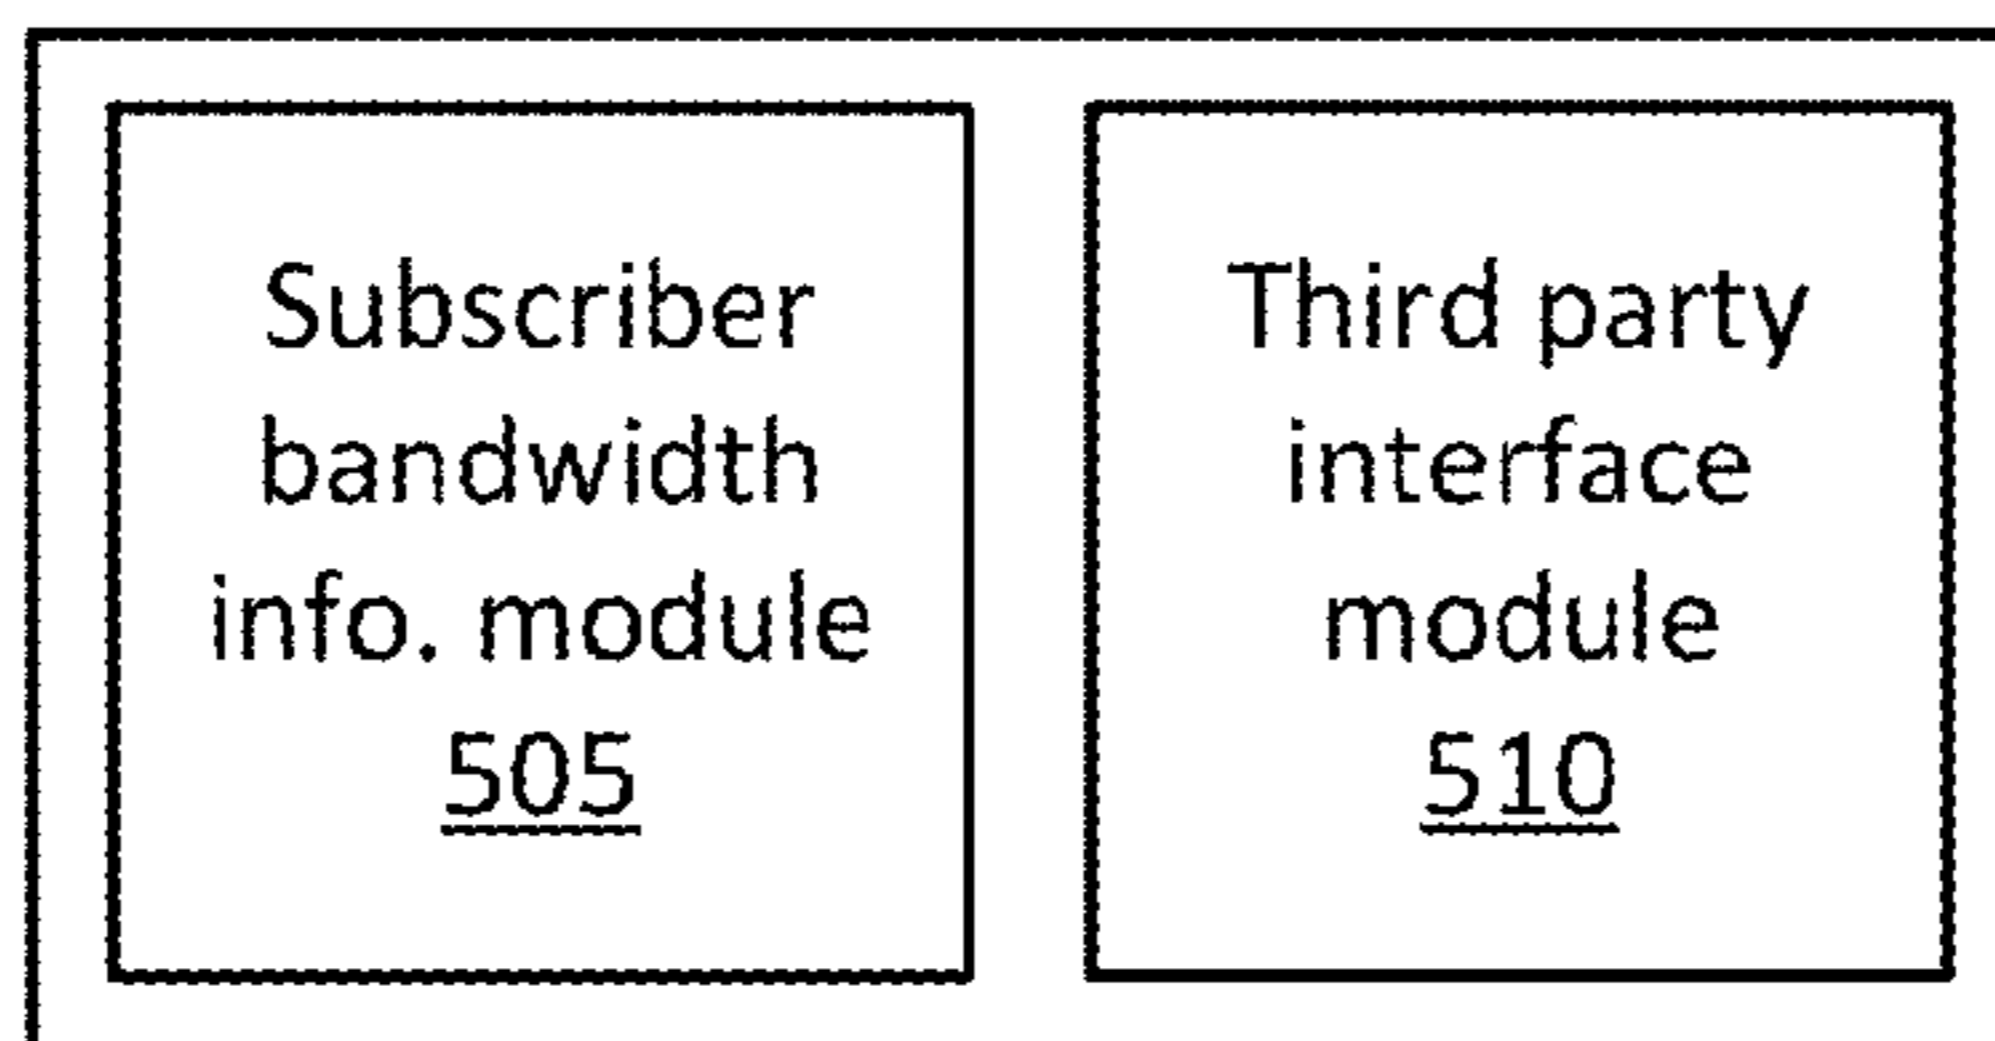 Subscriber
bandwidth
info. module
505
Third party
interface
module
510